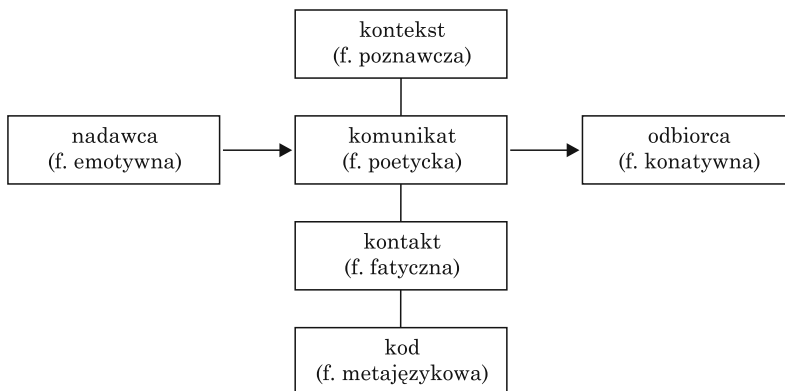 kontekst
(f. poznawcza)
nadawca
(f. emotywna)
komunikat
(f. poetycka)
odbiorca
(f. konatywna)
kontakt
(f. fatyczna)
kod
(f. metajęzykowa)